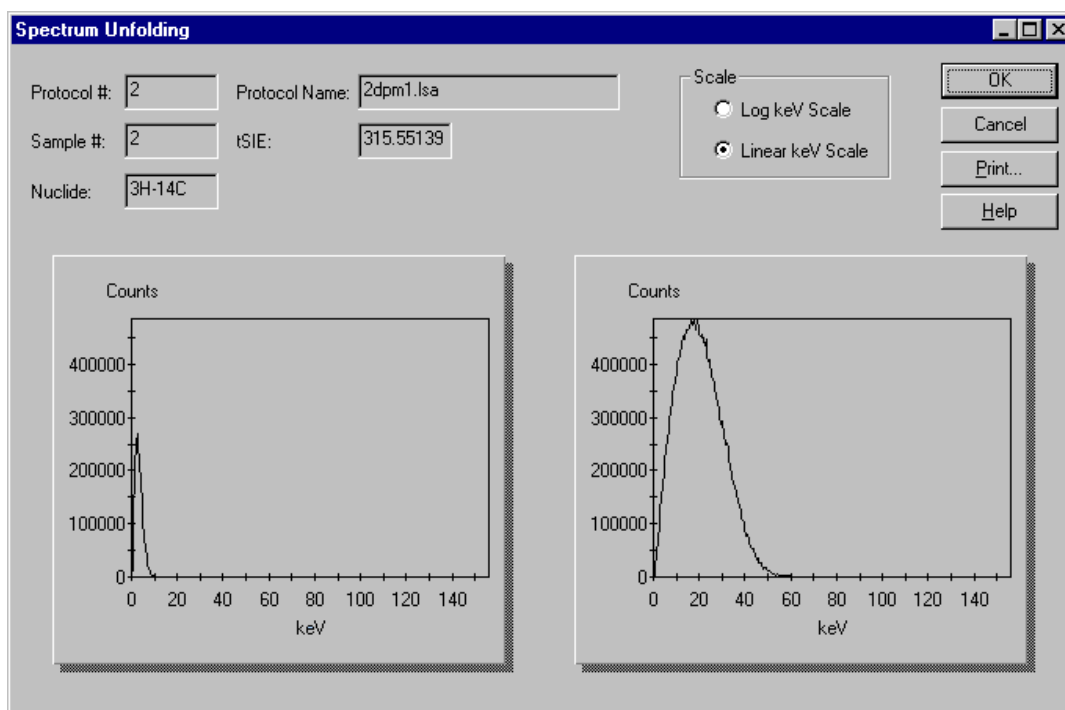 Spectrum Unfolding
Protocol #: 2 Protocol Name: 2dpm1.lsa
Sample #: 2 tSIE: 315.55139
Nuclide: 3H-14C
Scale
Log keV Scale
Linear keV Scale
OK
Cancel
Print...
Help
Counts
400000
300000
200000
100000
0
0 20 40 60 80 100 120 140
keV
Counts
400000
300000
200000
100000
0
0 20 40 60 80 100 120 140
keV